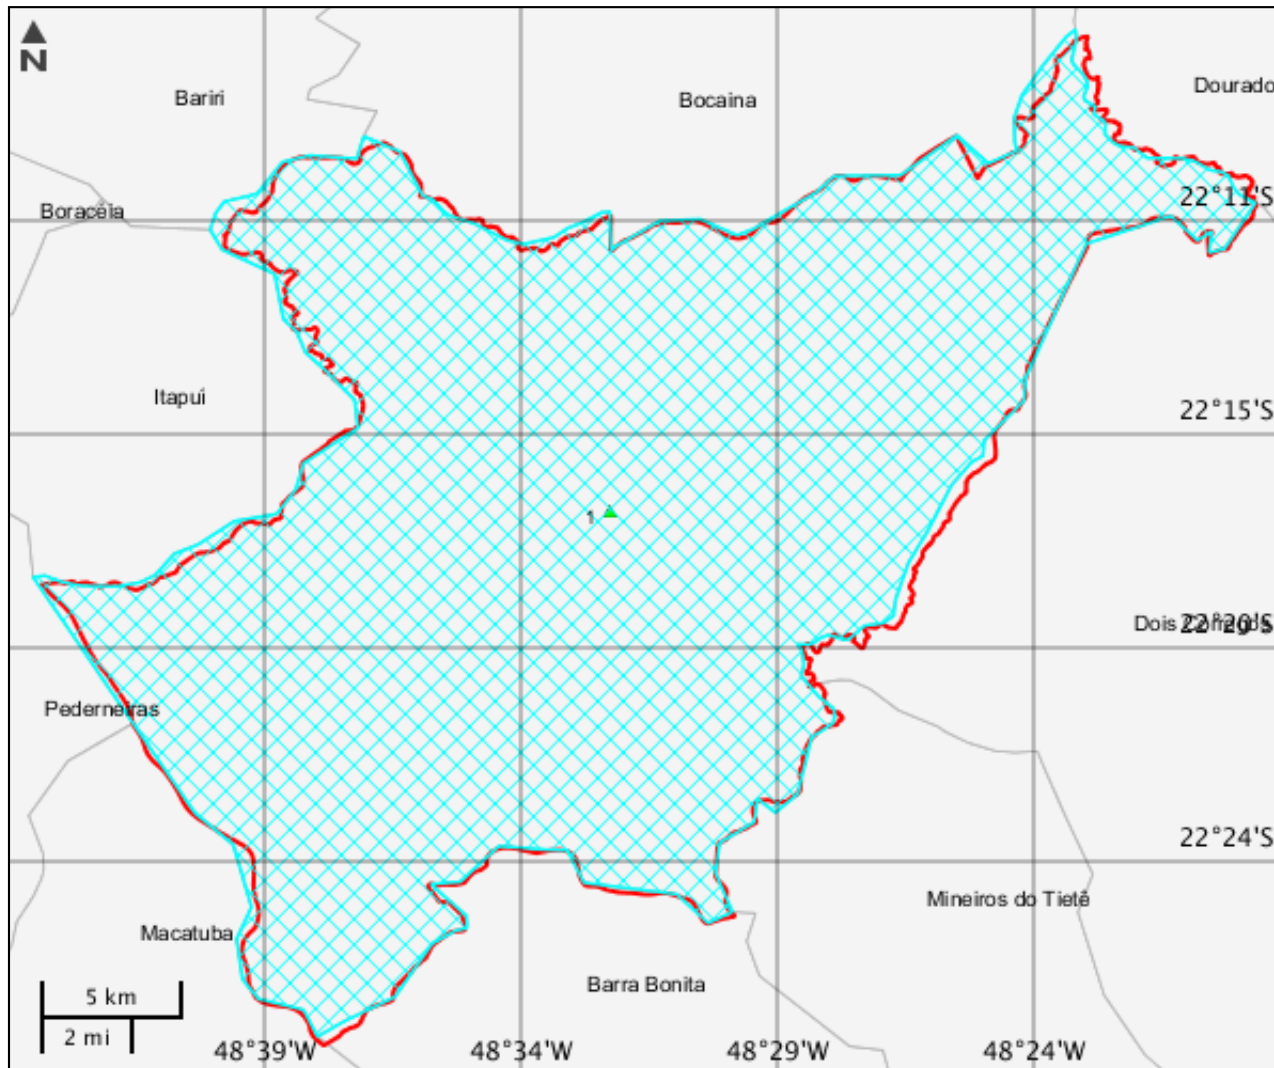 N
Bariri
Bocaina
Dourado
22°11'S
Boracéia
Itapuí
22°15'S
1
Dois Córregos
22°20'S
Pederneiras
22°24'S
Mineiros do Tietê
Macatuba
Barra Bonita
5 km
2 mi
48°39'W
48°34'W
48°29'W
48°24'W